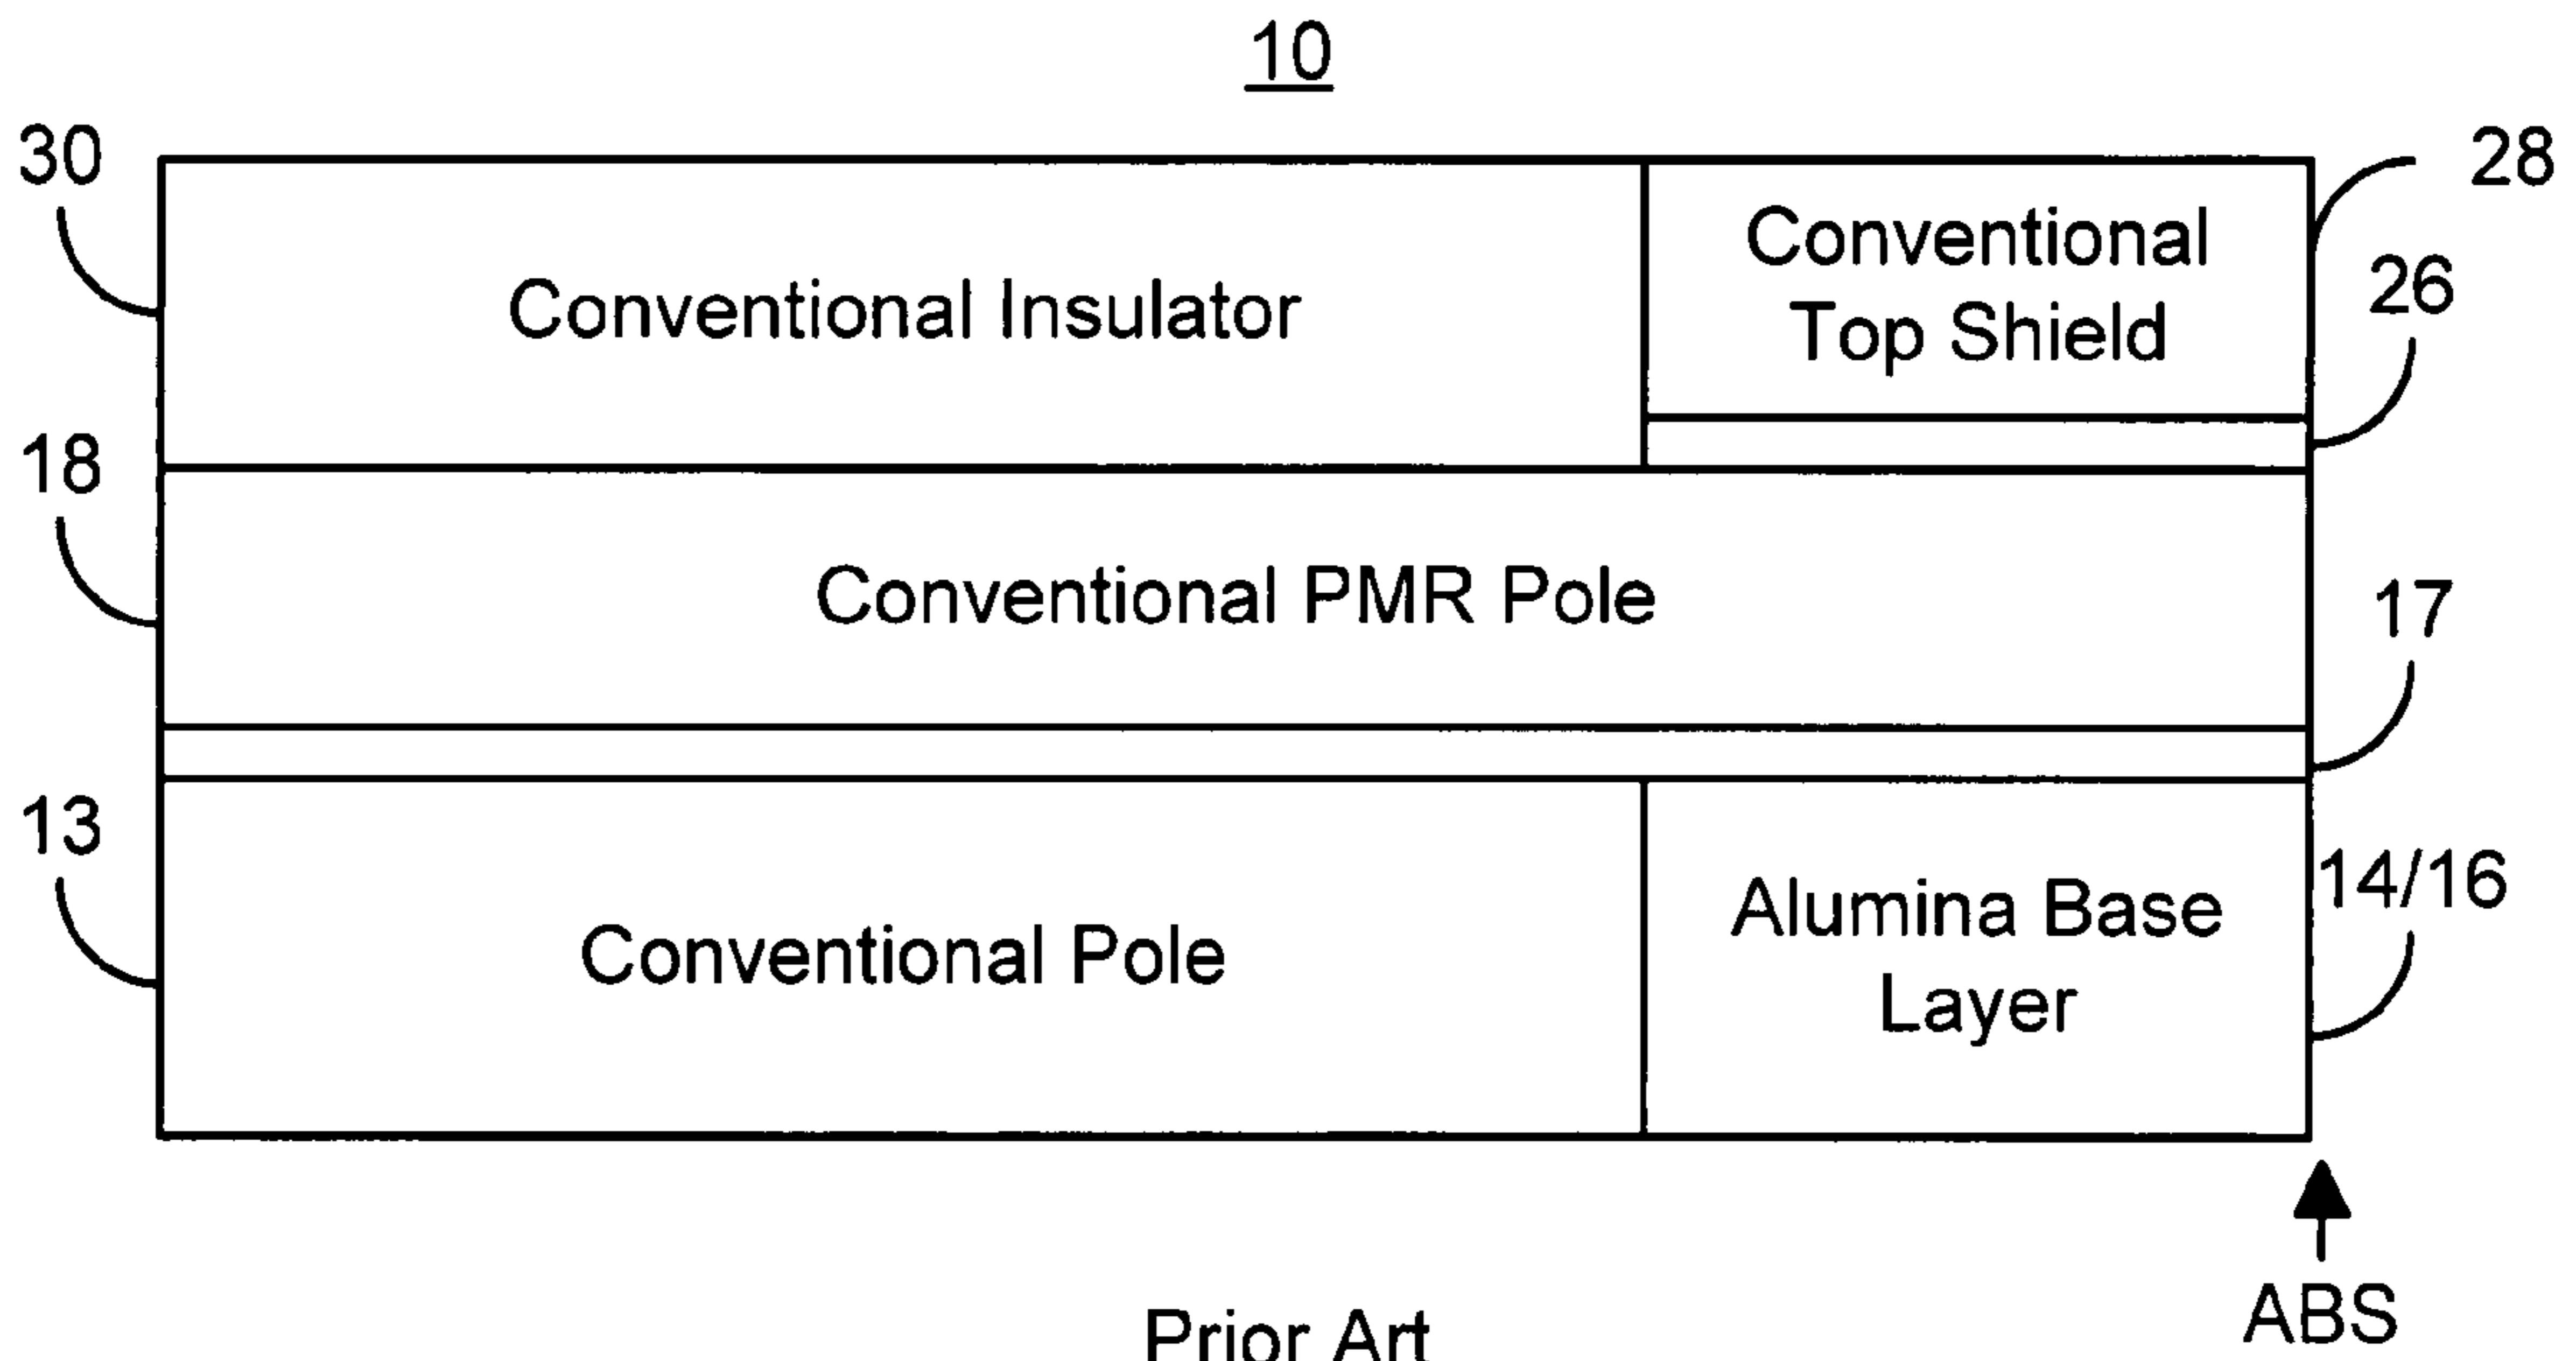 10
30
28
Conventional
Top Shield
26
Conventional Insulator
18
Conventional PMR Pole
17
13
14/16
Alumina Base
Layer
Conventional Pole
ABS
Prior Art